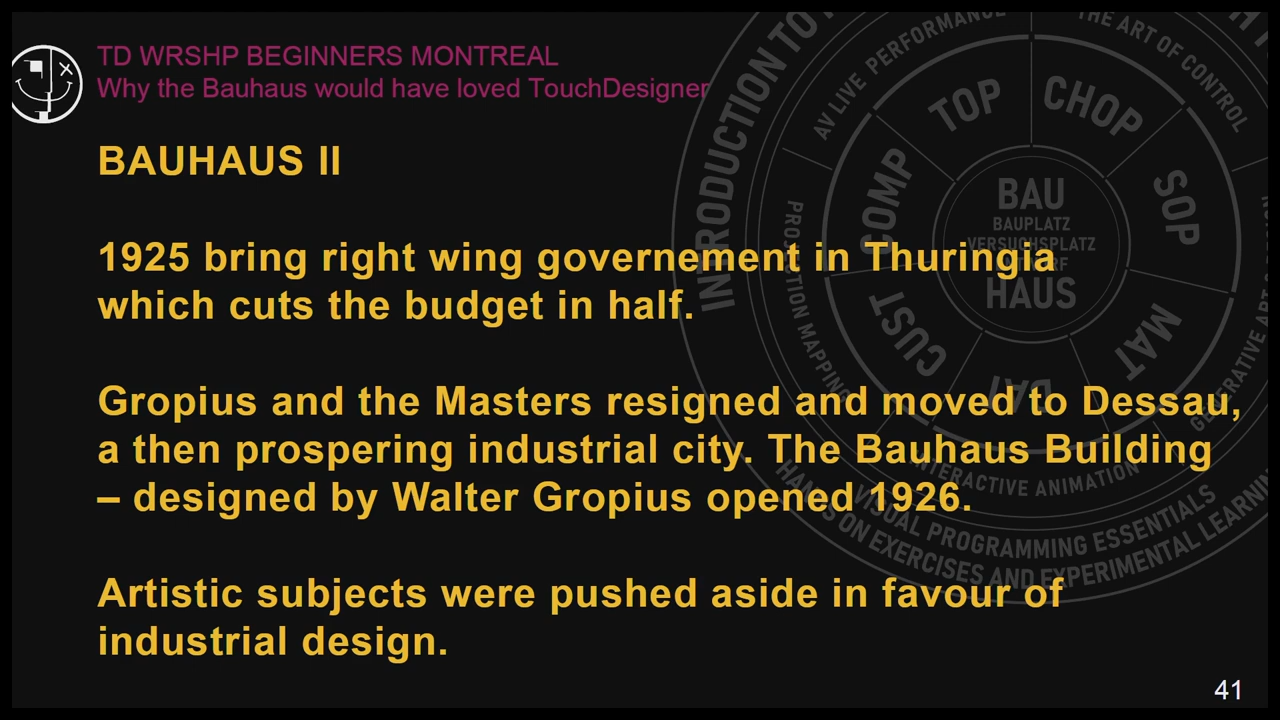 TD WRSHP BEGINNERS MONTREAL
Why the Bauhaus would have loved TouchDesigner
BAUHAUS II
1925 bring right wing governement in Thuringia
which cuts the budget in half.
Gropius and the Masters resigned and moved to Dessau,
a then prospering industrial city. The Bauhaus Building
– designed by Walter Gropius opened 1926.
Artistic subjects were pushed aside in favour of
industrial design.
41
INTRODUCTION TO
AV LIVE PERFORMANCE
THE ART OF CONTROL
PROJECTION MAPPING
INTERACTIVE ANIMATION
VISUAL PROGRAMMING ESSENTIALS
HANDS ON EXERCISES AND EXPERIMENTAL
TOP
CHOP
SOP
MAT
DAT
CUST
COMP
BAU
BAUPLATZ
VERSUCHSPLATZ
HAUS